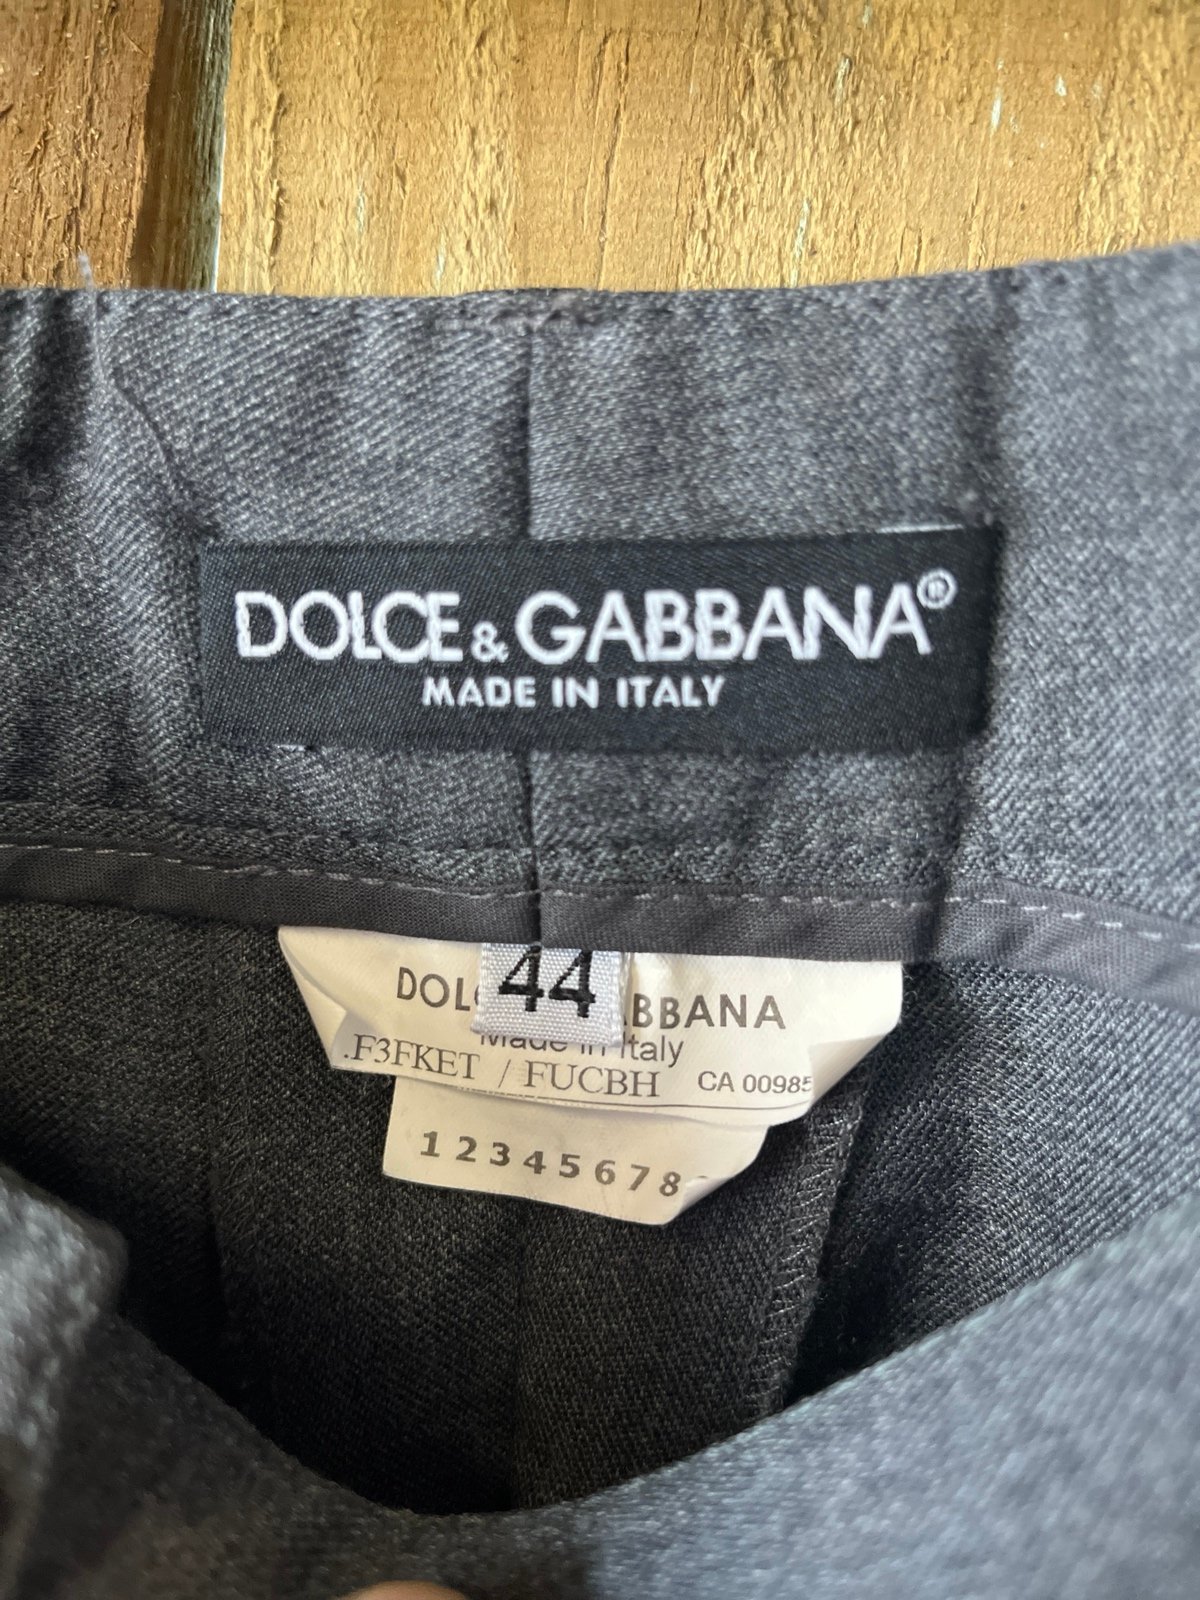 DOLCE & GABBANA®
MADE IN ITALY
44
DOL BBANA
Made in Italy
.F3FKET / FUCBH CA 00985
1 2 3 4 5 6 7 8